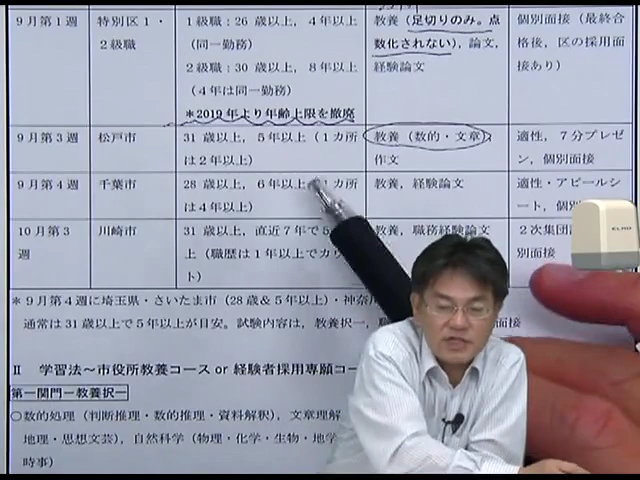 9月第1週
特別区1・
2級職
1級職：26歳以上，4年以上
（同一勤務）
2級職：30歳以上，8年以上
（4年は同一勤務）
＊2019年より年齢上限を撤廃
教養（足切りのみ。点
数化されない），論文，
経験論文
個別面接（最終合
格後，区の採用面
接あり）
9月第3週
松戸市
31歳以上，5年以上（1カ所
は2年以上）
教養（数的・文章），
作文
適性，7分プレゼ
ン，個別面接
9月第4週
千葉市
28歳以上，6年以上
カ所
は4年以上）
教養，経験論文
適性・アピールシ
ート，個別
10月第3
週
川崎市
31歳以上，直近7年で5
上（職歴は1年以上でカ
ト）
教養，職務経験論文
2次集団
別面接
ELMO
＊9月第4週に埼玉県・さいたま市（28歳＆5年以上）・神奈川
通常は31歳以上で5年以上が目安。試験内容は，教養択一，
面接
Ⅱ 学習法～市役所教養コース or 経験者採用専願コー
第一関門―教養択一
○数的処理（判断推理・数的推理・資料解釈），文章理解
地理・思想文芸），自然科学（物理・化学・生物・地学
時事）